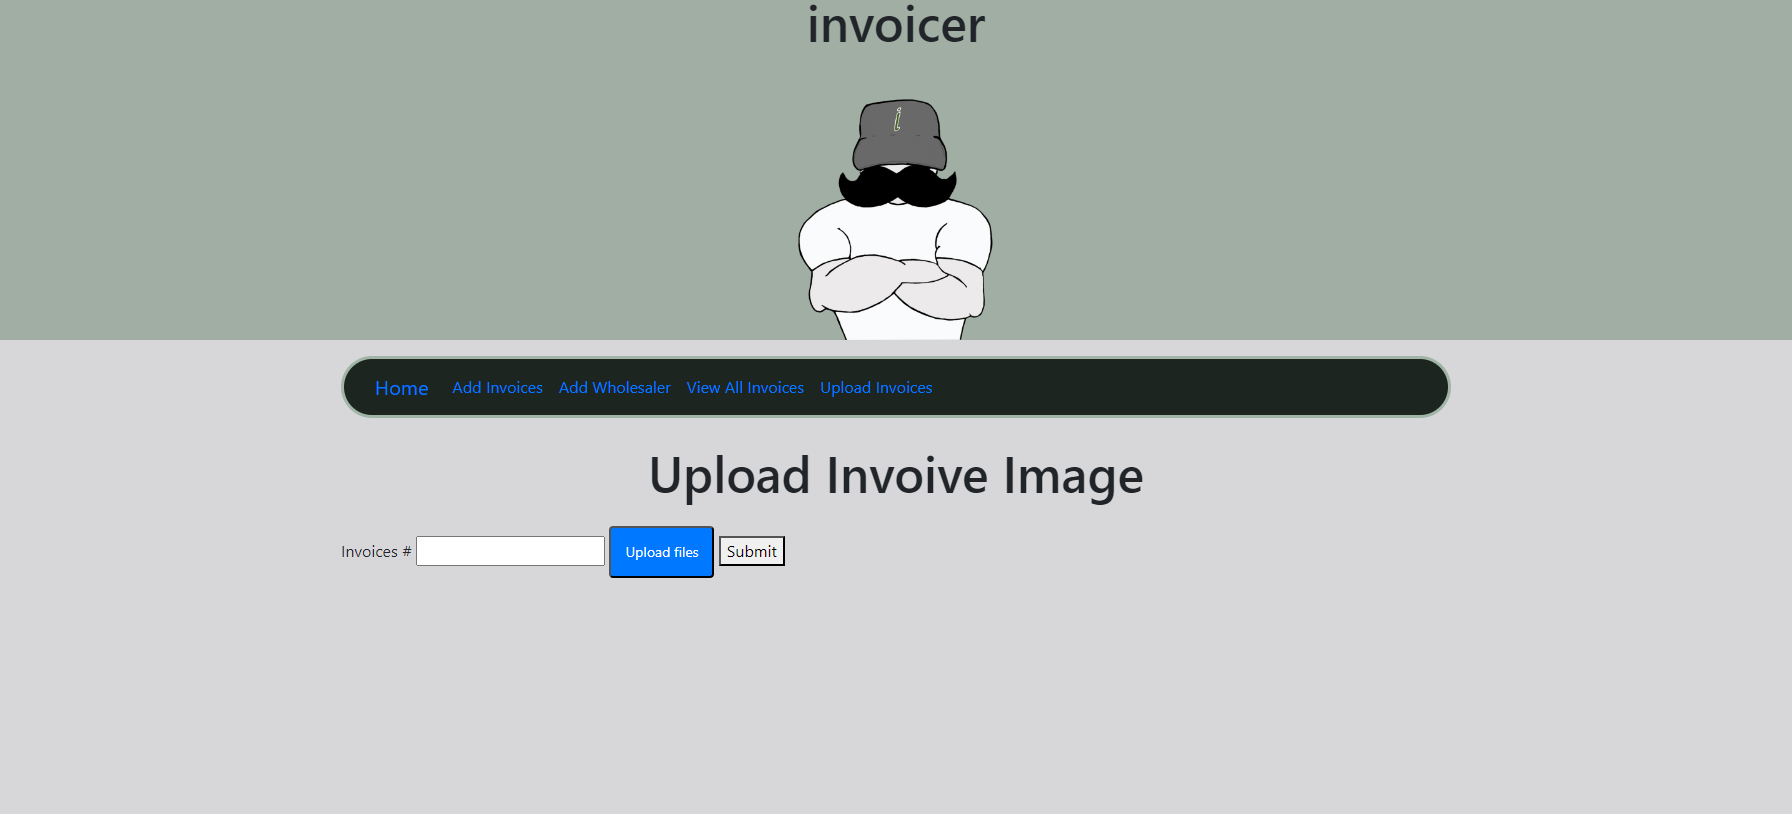 invoicer
i
Home Add Invoices Add Wholesaler View All Invoices Upload Invoices
Upload Invoive Image
Invoices # Upload files Submit